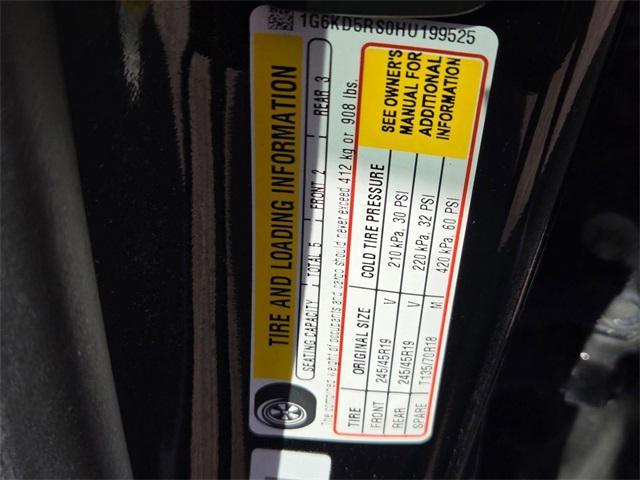 1G6KD5RS0HU199525
TIRE AND LOADING INFORMATION
SEATING CAPACITY TOTAL 5 FRONT 2 REAR 3
The combined weight of occupants and cargo should never exceed 412 kg or 908 lbs.
TIRE ORIGINAL SIZE COLD TIRE PRESSURE
FRONT 245/45R19 V 210 kPa, 30 PSI
REAR 245/45R19 V 220 kPa, 32 PSI
SPARE T135/70R18 M 420 kPa, 60 PSI
SEE OWNER'S
MANUAL FOR
ADDITIONAL
INFORMATION